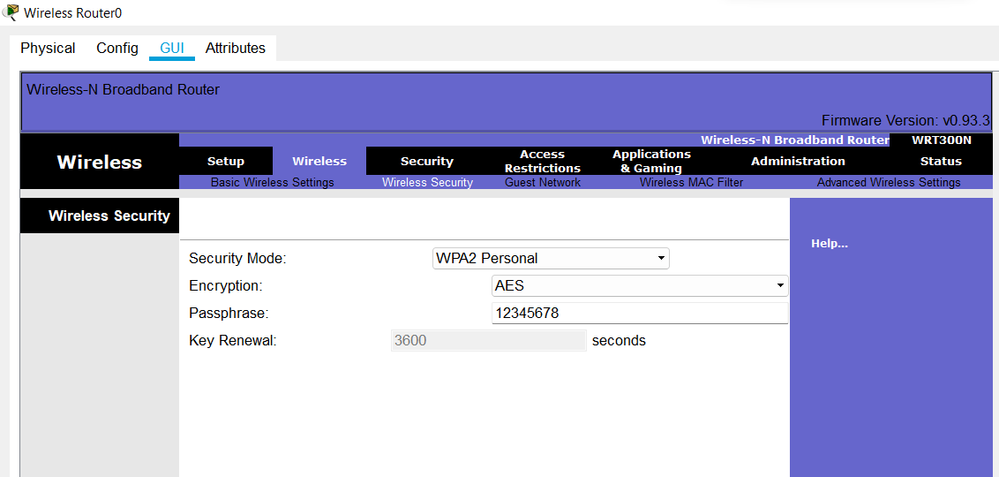 Wireless Router0
Physical Config GUI Attributes
Wireless-N Broadband Router
Firmware Version: v0.93.3
Wireless-N Broadband Router WRT300N
Wireless
Setup Wireless Security Access Restrictions Applications & Gaming Administration Status
Basic Wireless Settings Wireless Security Guest Network Wireless MAC Filter Advanced Wireless Settings
Wireless Security
Help...
Security Mode: WPA2 Personal
Encryption: AES
Passphrase: 12345678
Key Renewal: 3600 seconds